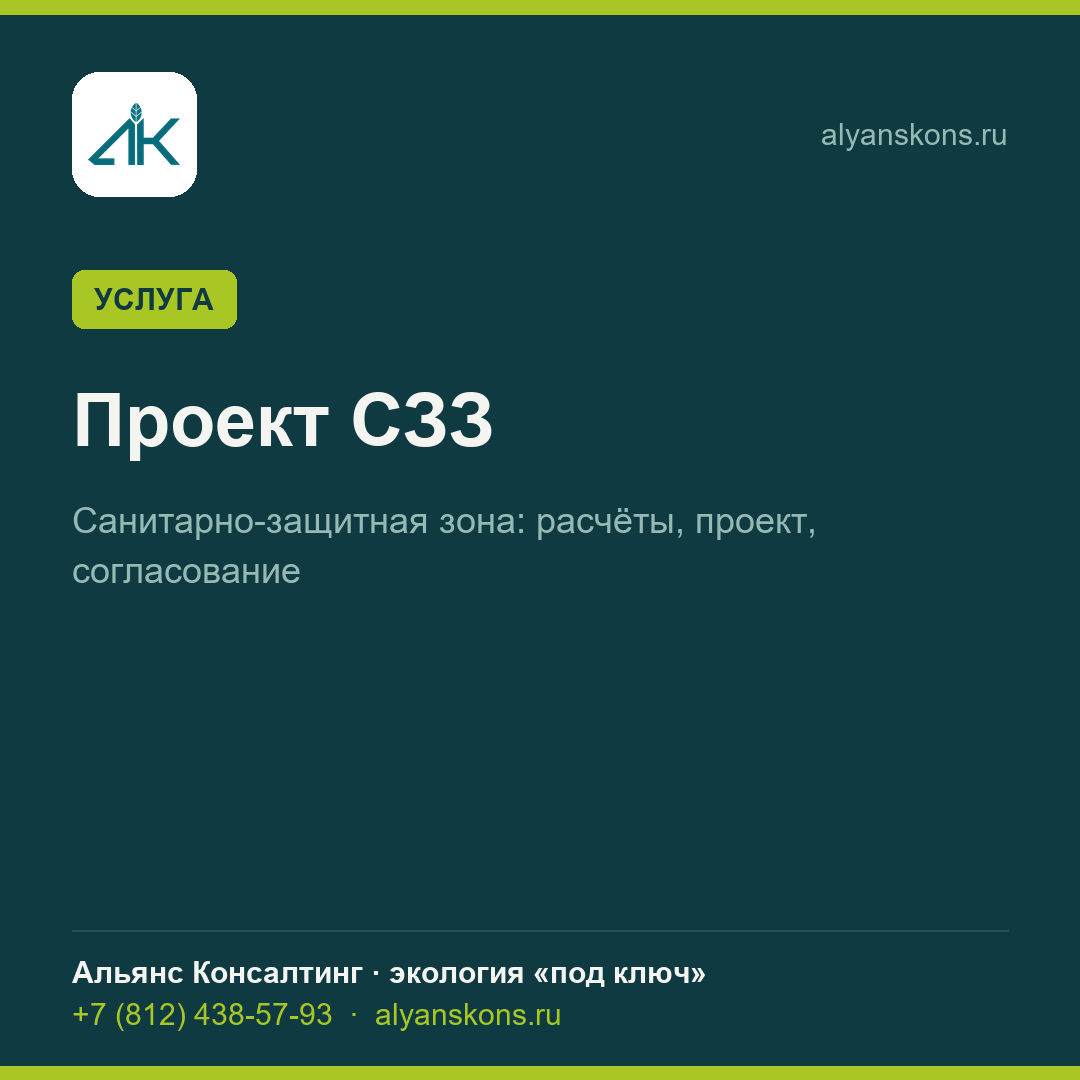 АК
alyanskons.ru
УСЛУГА
Проект СЗЗ
Санитарно-защитная зона: расчёты, проект,
согласование
Альянс Консалтинг · экология «под ключ»
+7 (812) 438-57-93 · alyanskons.ru